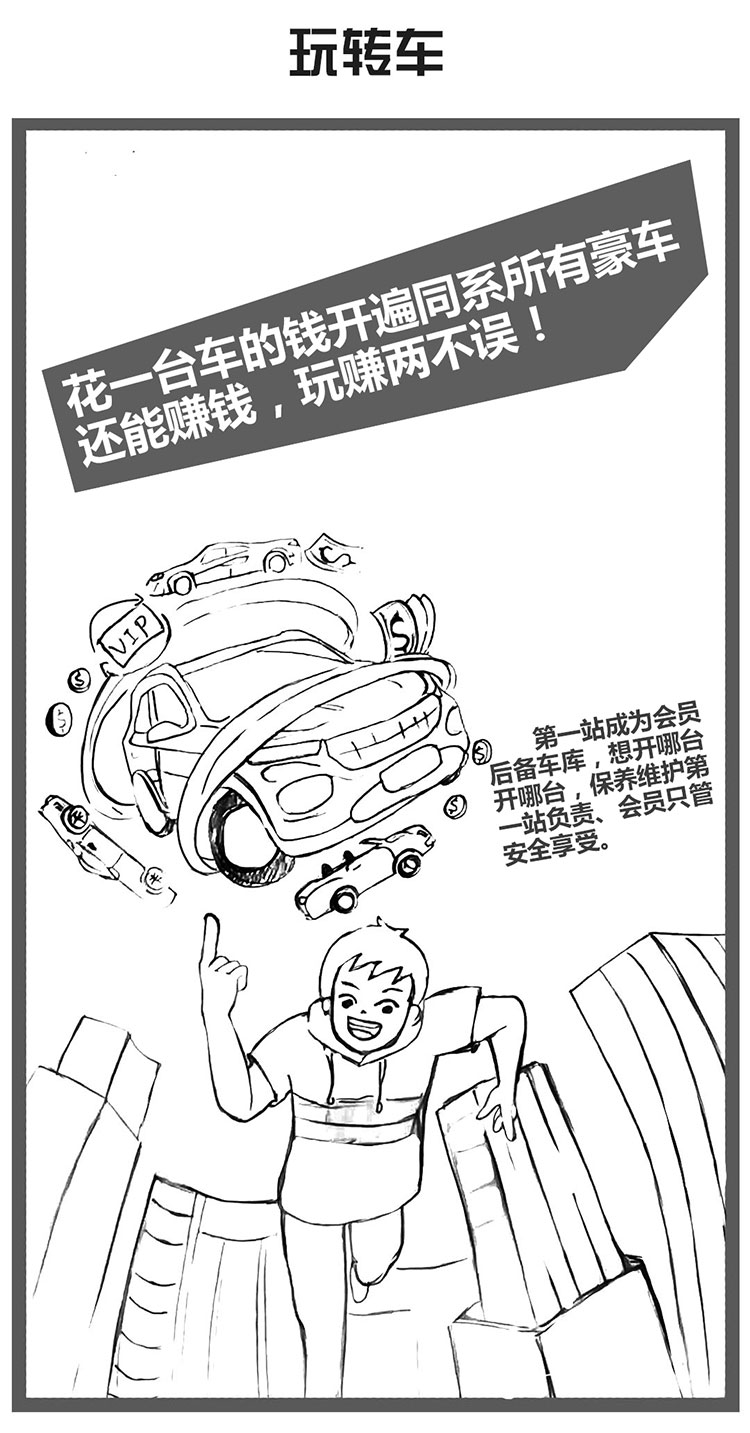 玩转车
花一台车的钱开遍同系所有豪车
还能赚钱，玩赚两不误！
$
VIP
$
$
第一站成为会员
后备车库，想开哪台
开哪台，保养维护第
一站负责、会员只管
安全享受。
$